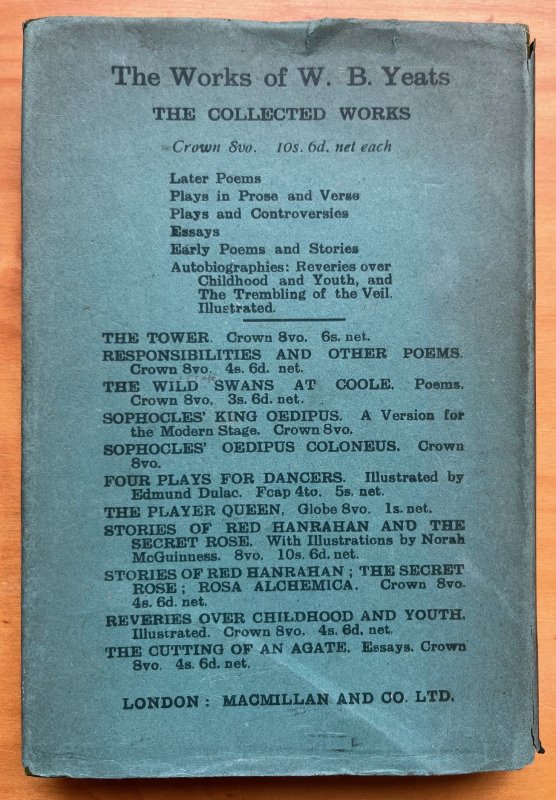 The Works of W. B. Yeats
THE COLLECTED WORKS
Crown 8vo. 10s. 6d. net each
Later Poems
Plays in Prose and Verse
Plays and Controversies
Essays
Early Poems and Stories
Autobiographies: Reveries over
Childhood and Youth, and
The Trembling of the Veil.
Illustrated.
THE TOWER. Crown 8vo. 6s. net.
RESPONSIBILITIES AND OTHER POEMS.
Crown 8vo. 4s. 6d. net.
THE WILD SWANS AT COOLE. Poems.
Crown 8vo. 3s. 6d. net.
SOPHOCLES' KING OEDIPUS. A Version for
the Modern Stage. Crown 8vo.
SOPHOCLES' OEDIPUS COLONEUS. Crown
8vo.
FOUR PLAYS FOR DANCERS. Illustrated by
Edmund Dulac. Fcap 4to. 5s. net.
THE PLAYER QUEEN, Globe 8vo. 1s. net.
STORIES OF RED HANRAHAN AND THE
SECRET ROSE. With Illustrations by Norah
McGuinness. 8vo. 10s. 6d. net.
STORIES OF RED HANRAHAN; THE SECRET
ROSE; ROSA ALCHEMICA. Crown 8vo.
4s. 6d. net.
REVERIES OVER CHILDHOOD AND YOUTH.
Illustrated. Crown 8vo. 4s. 6d. net.
THE CUTTING OF AN AGATE. Essays. Crown
8vo. 4s. 6d. net.
LONDON: MACMILLAN AND CO. LTD.